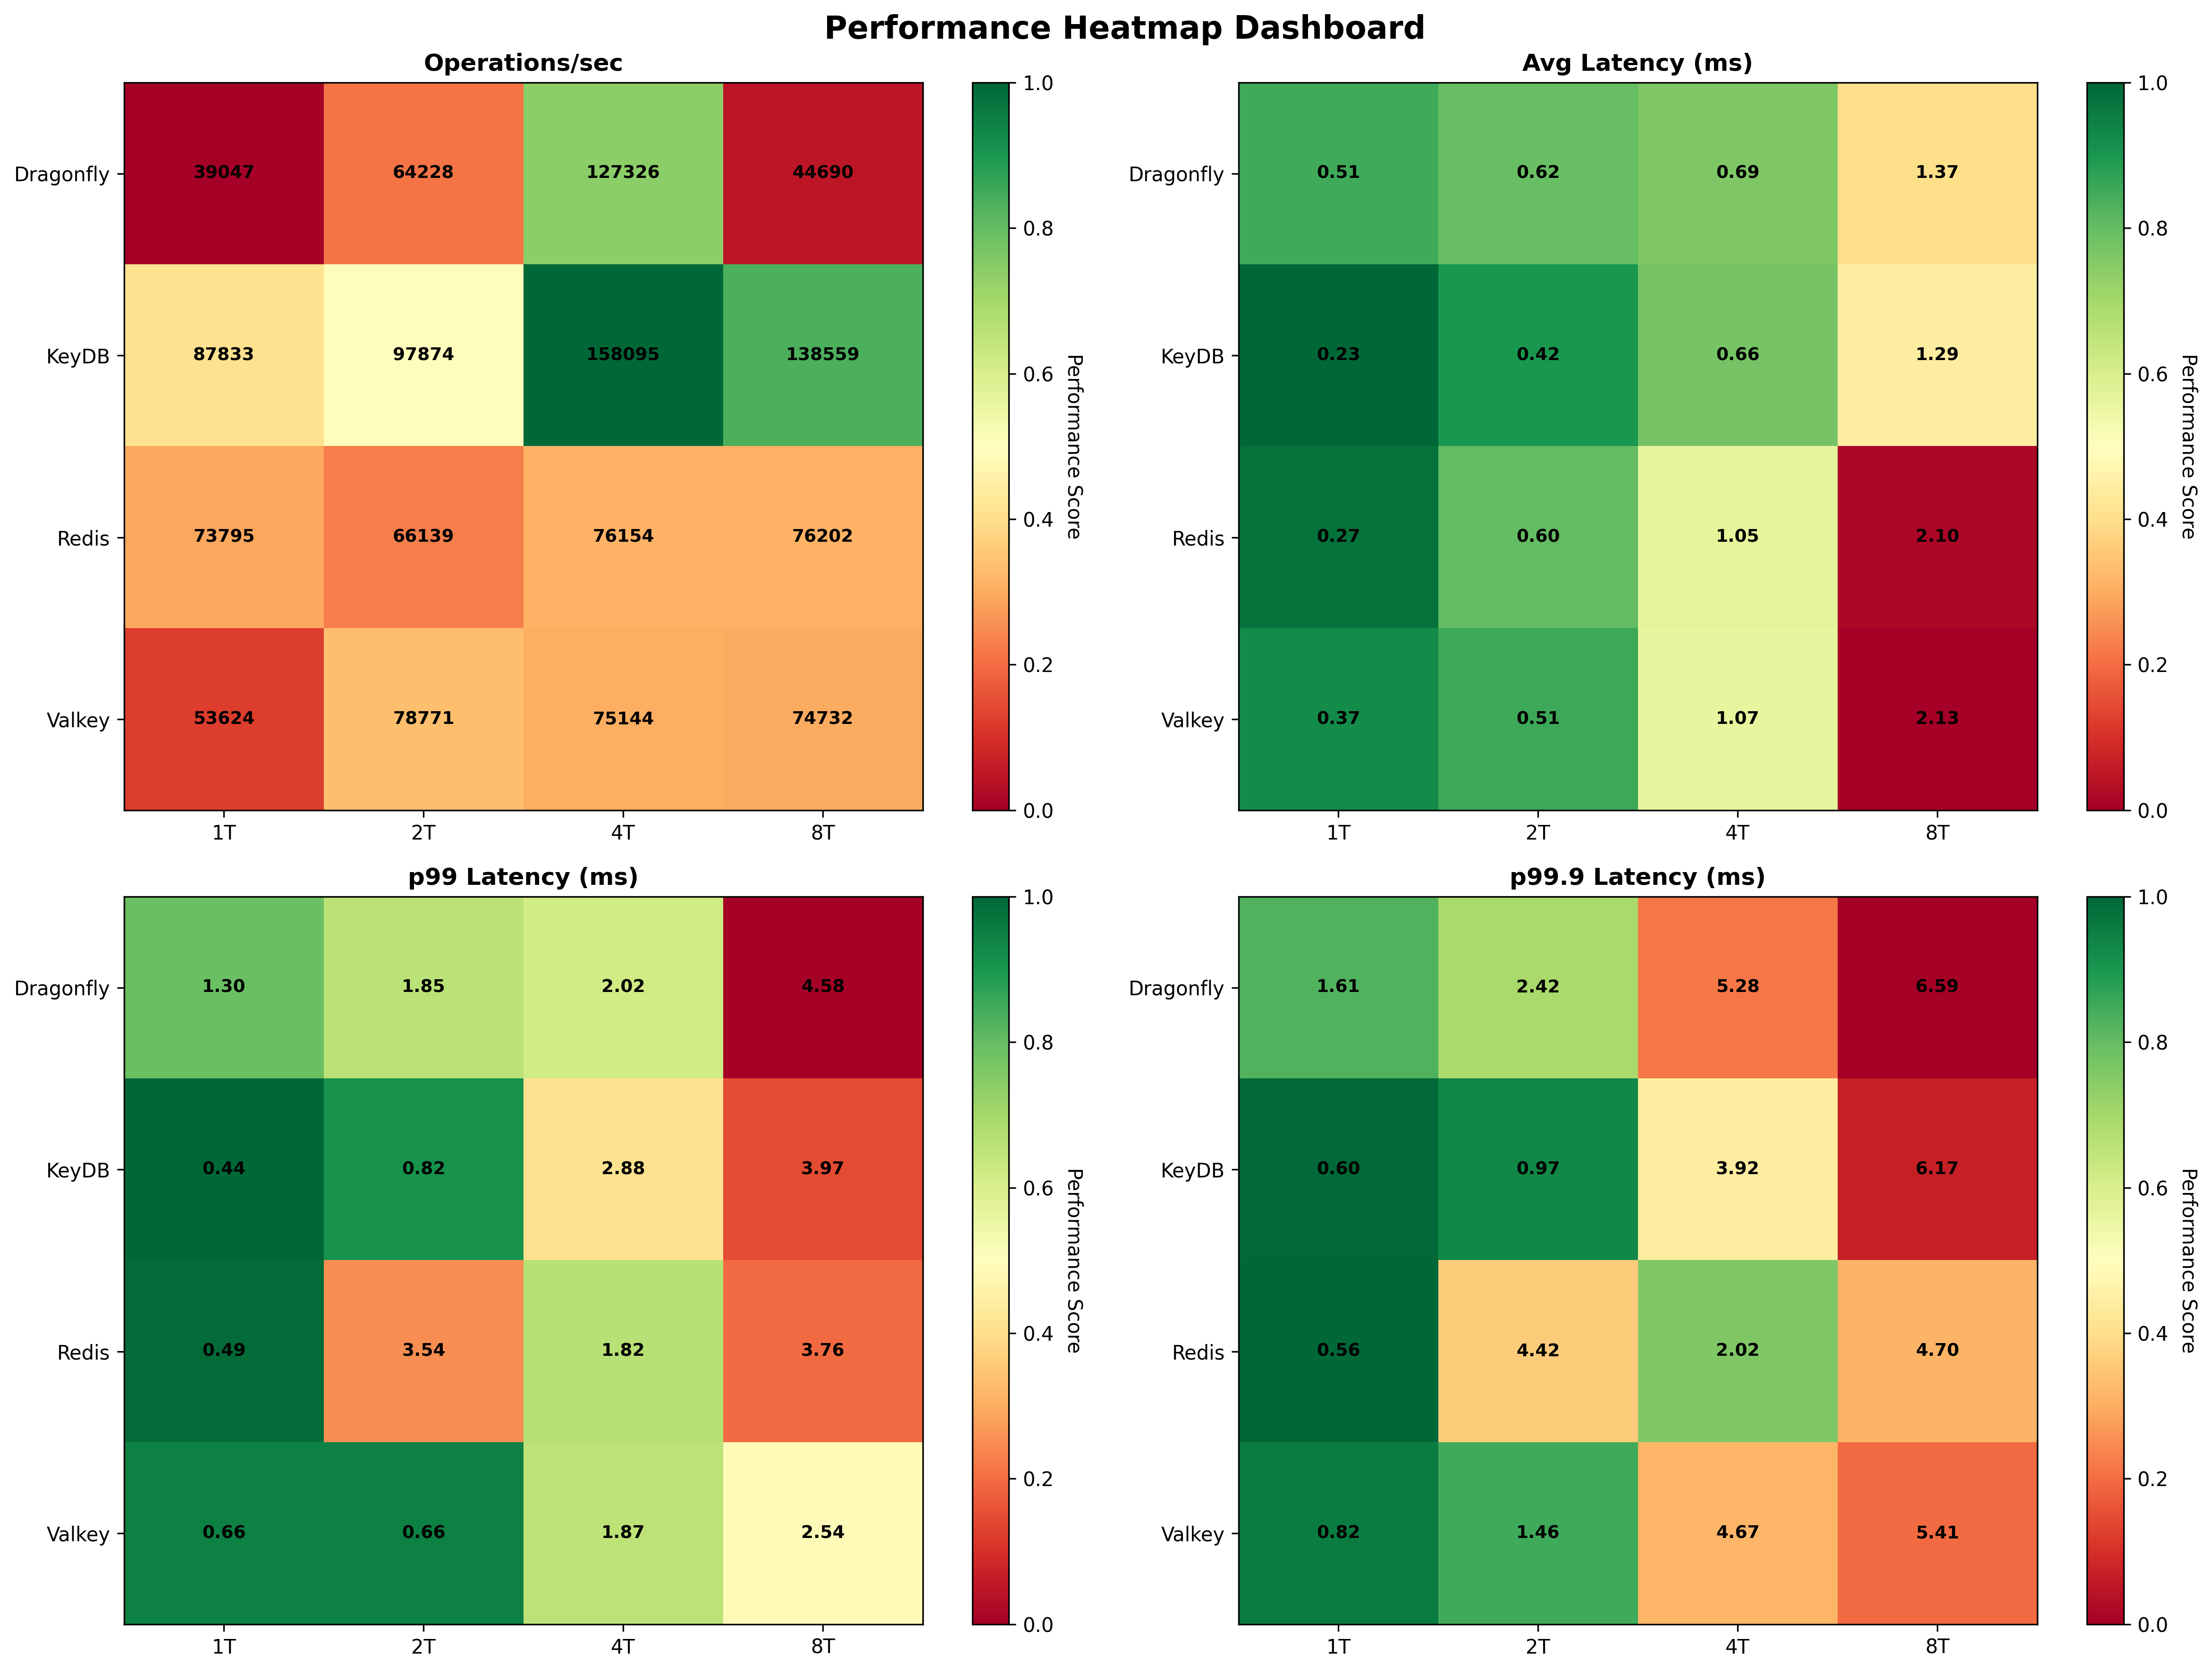 Performance Heatmap Dashboard
Operations/sec
Dragonfly 39047 64228 127326 44690
KeyDB 87833 97874 158095 138559
Redis 73795 66139 76154 76202
Valkey 53624 78771 75144 74732
1T 2T 4T 8T
1.0
0.8
0.6
0.4
0.2
0.0
Performance Score
Avg Latency (ms)
Dragonfly 0.51 0.62 0.69 1.37
KeyDB 0.23 0.42 0.66 1.29
Redis 0.27 0.60 1.05 2.10
Valkey 0.37 0.51 1.07 2.13
1T 2T 4T 8T
1.0
0.8
0.6
0.4
0.2
0.0
Performance Score
p99 Latency (ms)
Dragonfly 1.30 1.85 2.02 4.58
KeyDB 0.44 0.82 2.88 3.97
Redis 0.49 3.54 1.82 3.76
Valkey 0.66 0.66 1.87 2.54
1T 2T 4T 8T
1.0
0.8
0.6
0.4
0.2
0.0
Performance Score
p99.9 Latency (ms)
Dragonfly 1.61 2.42 5.28 6.59
KeyDB 0.60 0.97 3.92 6.17
Redis 0.56 4.42 2.02 4.70
Valkey 0.82 1.46 4.67 5.41
1T 2T 4T 8T
1.0
0.8
0.6
0.4
0.2
0.0
Performance Score